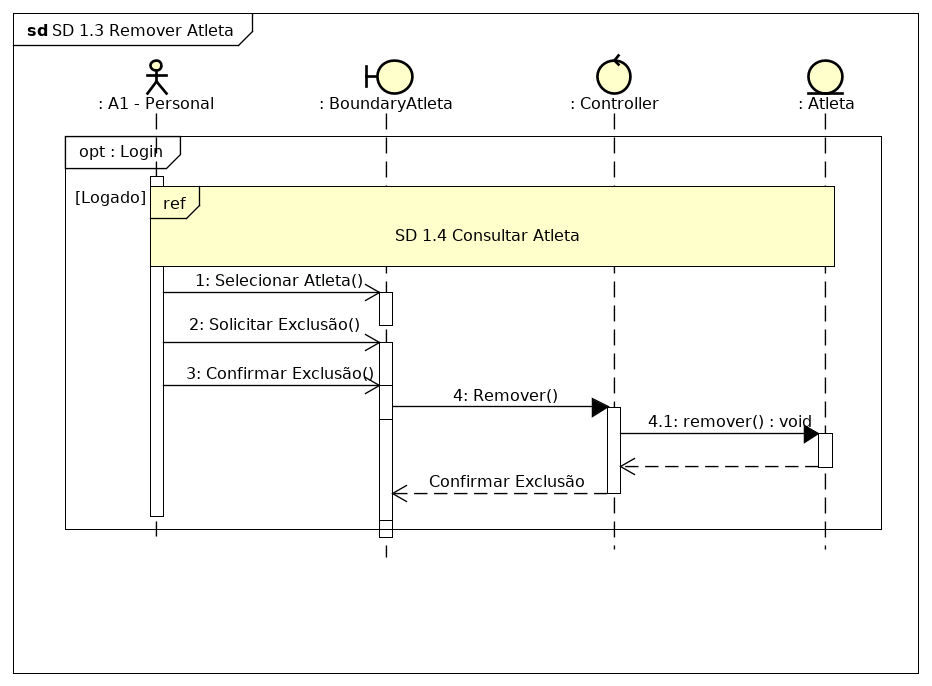 sd SD 1.3 Remover Atleta
: A1 - Personal
: BoundaryAtleta
: Controller
: Atleta
opt : Login
[Logado]
ref
SD 1.4 Consultar Atleta
1: Selecionar Atleta()
2: Solicitar Exclusão()
3: Confirmar Exclusão()
4: Remover()
4.1: remover() : void
Confirmar Exclusão